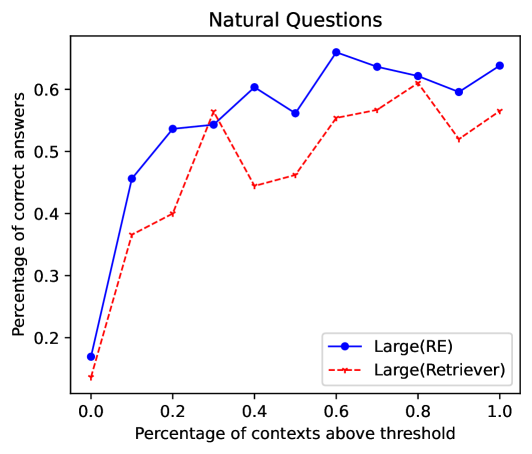 Natural Questions
Percentage of correct answers
0.6
0.5
0.4
0.3
0.2
Large(RE)
Large(Retriever)
0.0 0.2 0.4 0.6 0.8 1.0
Percentage of contexts above threshold